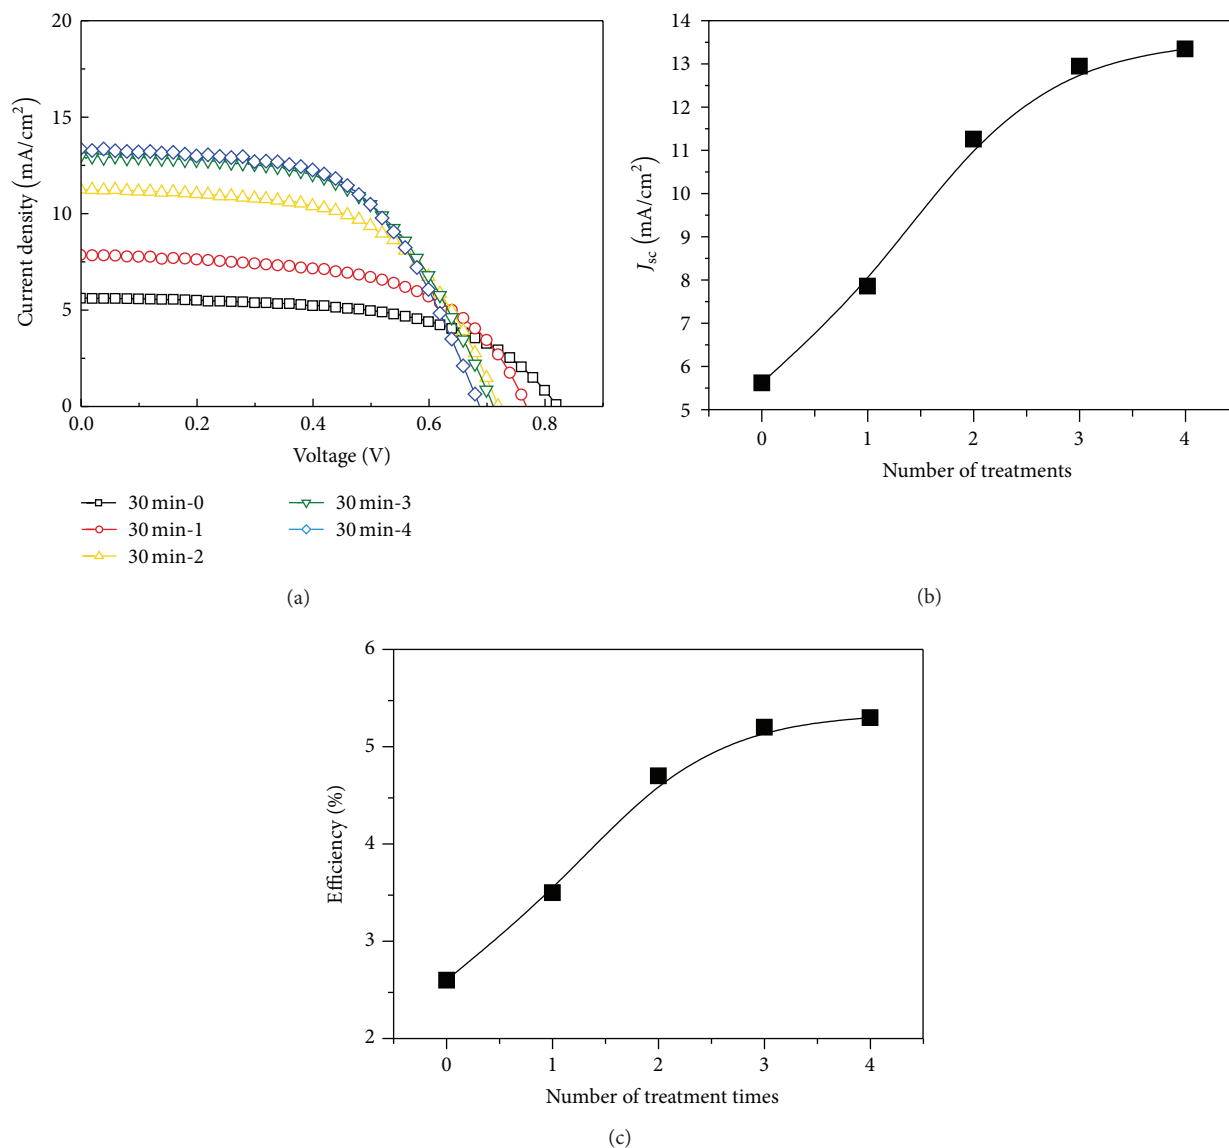 20
15
10
5
0
Current density (mA/cm²)
0.0 0.2 0.4 0.6 0.8
Voltage (V)
30 min-0
30 min-1
30 min-2
30 min-3
30 min-4
(a)
14
13
12
11
10
9
8
7
6
5
J_sc (mA/cm²)
0 1 2 3 4
Number of treatments
(b)
6
5
4
3
2
Efficiency (%)
0 1 2 3 4
Number of treatment times
(c)